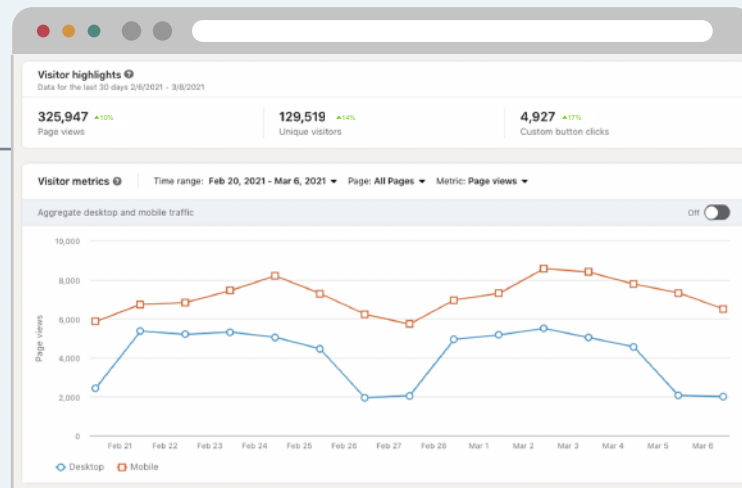 Visitor highlights ?
Data for the last 30 days 2/6/2021 - 3/8/2021
325,947 ▲10%
Page views
129,519 ▲14%
Unique visitors
4,927 ▲17%
Custom button clicks
Visitor metrics ? Time range: Feb 20, 2021 - Mar 6, 2021 ▼ Page: All Pages ▼ Metric: Page views ▼
Aggregate desktop and mobile traffic Off
10,000
8,000
6,000
4,000
2,000
0
Page views
Feb 21 Feb 22 Feb 23 Feb 24 Feb 25 Feb 26 Feb 27 Feb 28 Mar 1 Mar 2 Mar 3 Mar 4 Mar 5 Mar 6
Desktop Mobile